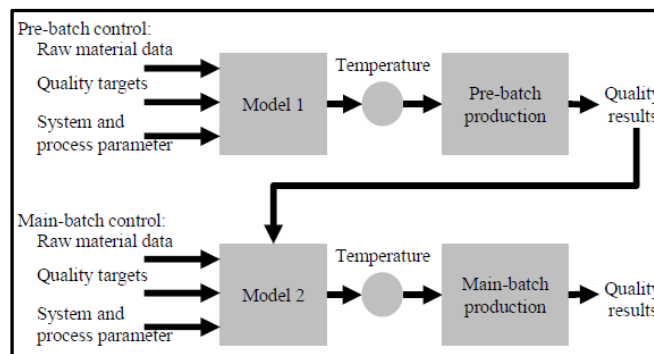 Pre-batch control:
Raw material data
Quality targets
System and
process parameter
Model 1
Temperature
Pre-batch
production
Quality
results
Main-batch control:
Raw material data
Quality targets
System and
process parameter
Model 2
Temperature
Main-batch
production
Quality
results